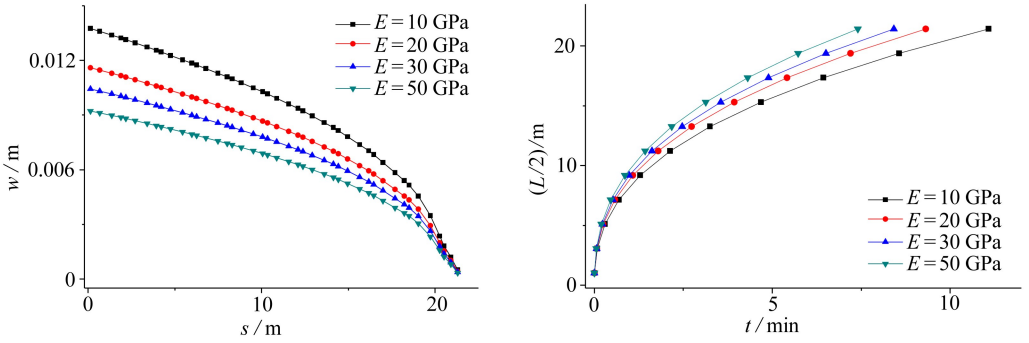 E = 10 GPa
E = 20 GPa
E = 30 GPa
E = 50 GPa
0.012
0.006
0
w / m
0
10
20
s / m
20
10
0
(L/2)/m
E = 10 GPa
E = 20 GPa
E = 30 GPa
E = 50 GPa
0
5
10
t / min